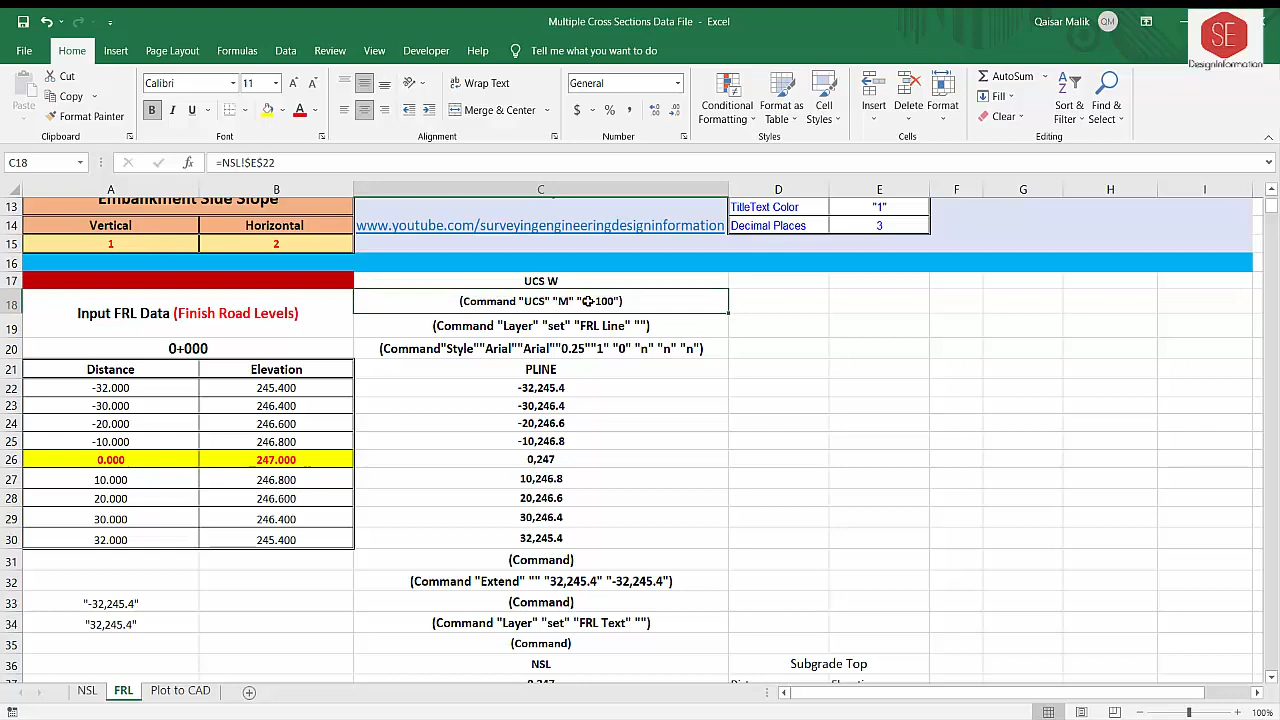 Multiple Cross Sections Data File - Excel
Qaisar Malik QM
SE
DesignInformation
File Home Insert Page Layout Formulas Data Review View Developer Help Tell me what you want to do
Paste Cut Copy Format Painter
Calibri 11
B I U
Wrap Text
Merge & Center
General
$ % ,
Conditional Formatting
Format as Table
Cell Styles
Insert Delete Format
AutoSum
Fill
Clear
Sort & Filter
Find & Select
Clipboard Font Alignment Number Styles Cells Editing
C18 fx =NSL!$E$22
A B C D E F G H I
13 Embankment Side Slope TitleText Color "1"
14 Vertical Horizontal www.youtube.com/surveyingengineeringdesigninformation Decimal Places 3
15 1 2
16
17 UCS W
18 Input FRL Data (Finish Road Levels) (Command "UCS" "M" "0,-100")
19 (Command "Layer" "set" "FRL Line" "")
20 0+000 (Command"Style""Arial""Arial""0.25""1" "0" "n" "n" "n")
21 Distance Elevation PLINE
22 -32.000 245.400 -32,245.4
23 -30.000 246.400 -30,246.4
24 -20.000 246.600 -20,246.6
25 -10.000 246.800 -10,246.8
26 0.000 247.000 0,247
27 10.000 246.800 10,246.8
28 20.000 246.600 20,246.6
29 30.000 246.400 30,246.4
30 32.000 245.400 32,245.4
31 (Command)
32 (Command "Extend" "" "32,245.4" "-32,245.4")
33 "-32,245.4" (Command)
34 "32,245.4" (Command "Layer" "set" "FRL Text" "")
35 (Command)
36 NSL Subgrade Top
NSL FRL Plot to CAD
100%